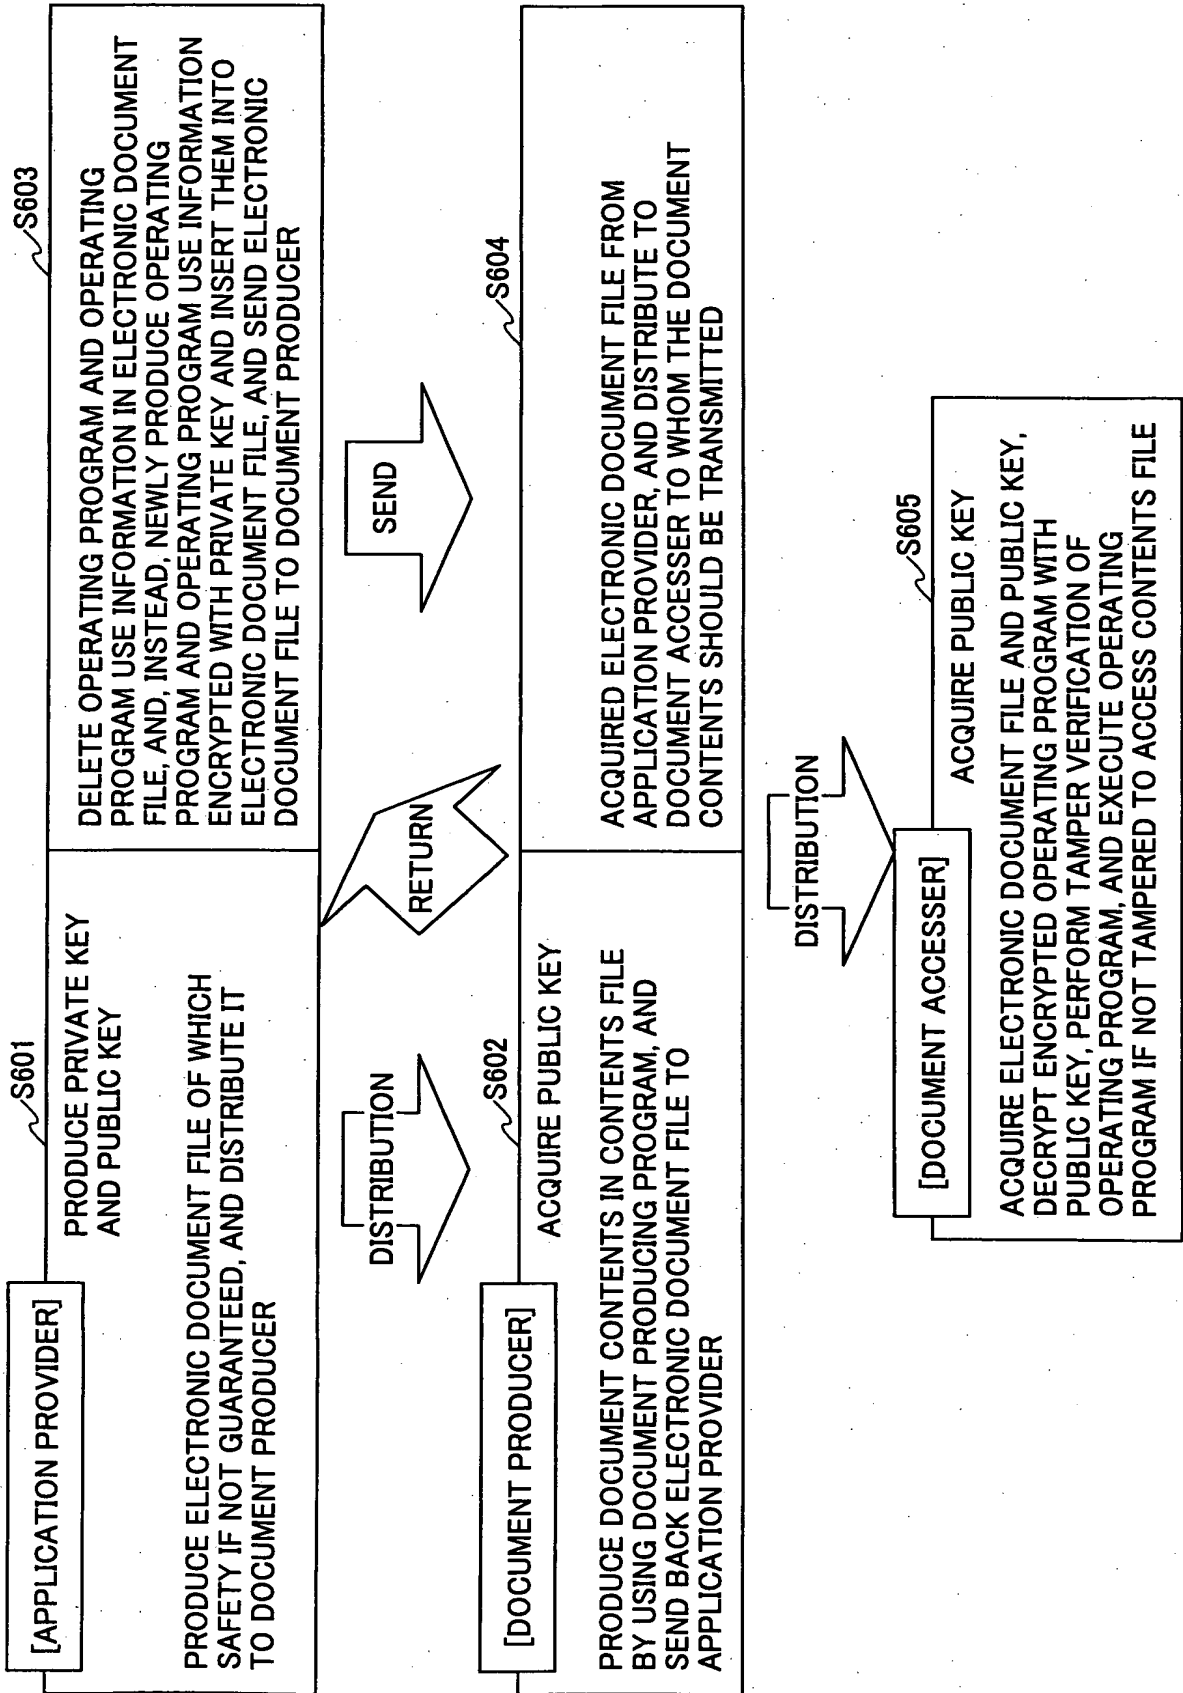 S601
[APPLICATION PROVIDER]
PRODUCE PRIVATE KEY
AND PUBLIC KEY
PRODUCE ELECTRONIC DOCUMENT FILE OF WHICH
SAFETY IF NOT GUARANTEED, AND DISTRIBUTE IT
TO DOCUMENT PRODUCER
S603
DELETE OPERATING PROGRAM AND OPERATING
PROGRAM USE INFORMATION IN ELECTRONIC DOCUMENT
FILE, AND, INSTEAD, NEWLY PRODUCE OPERATING
PROGRAM AND OPERATING PROGRAM USE INFORMATION
ENCRYPTED WITH PRIVATE KEY AND INSERT THEM INTO
ELECTRONIC DOCUMENT FILE, AND SEND ELECTRONIC
DOCUMENT FILE TO DOCUMENT PRODUCER
DISTRIBUTION
RETURN
SEND
S602
[DOCUMENT PRODUCER]
ACQUIRE PUBLIC KEY
PRODUCE DOCUMENT CONTENTS IN CONTENTS FILE
BY USING DOCUMENT PRODUCING PROGRAM, AND
SEND BACK ELECTRONIC DOCUMENT FILE TO
APPLICATION PROVIDER
S604
ACQUIRED ELECTRONIC DOCUMENT FILE FROM
APPLICATION PROVIDER, AND DISTRIBUTE TO
DOCUMENT ACCESSER TO WHOM THE DOCUMENT
CONTENTS SHOULD BE TRANSMITTED
DISTRIBUTION
S605
[DOCUMENT ACCESSER]
ACQUIRE PUBLIC KEY
ACQUIRE ELECTRONIC DOCUMENT FILE AND PUBLIC KEY,
DECRYPT ENCRYPTED OPERATING PROGRAM WITH
PUBLIC KEY, PERFORM TAMPER VERIFICATION OF
OPERATING PROGRAM, AND EXECUTE OPERATING
PROGRAM IF NOT TAMPERED TO ACCESS CONTENTS FILE